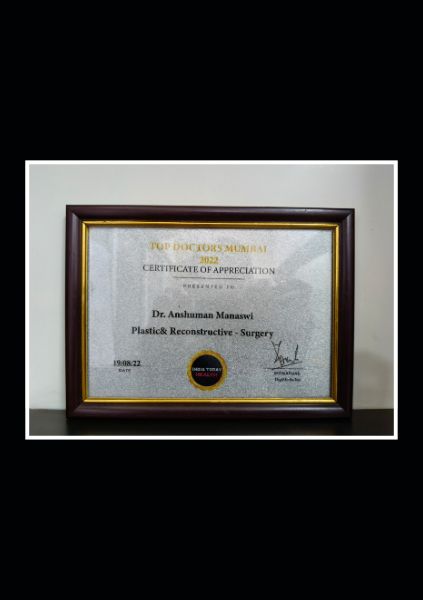 TOP DOCTORS MUMBAI
2022
CERTIFICATE OF APPRECIATION
PRESENTED TO
Dr. Anshuman Manaswi
Plastic& Reconstructive - Surgery
19/08/22
DATE
INDIA TODAY
HEALTH